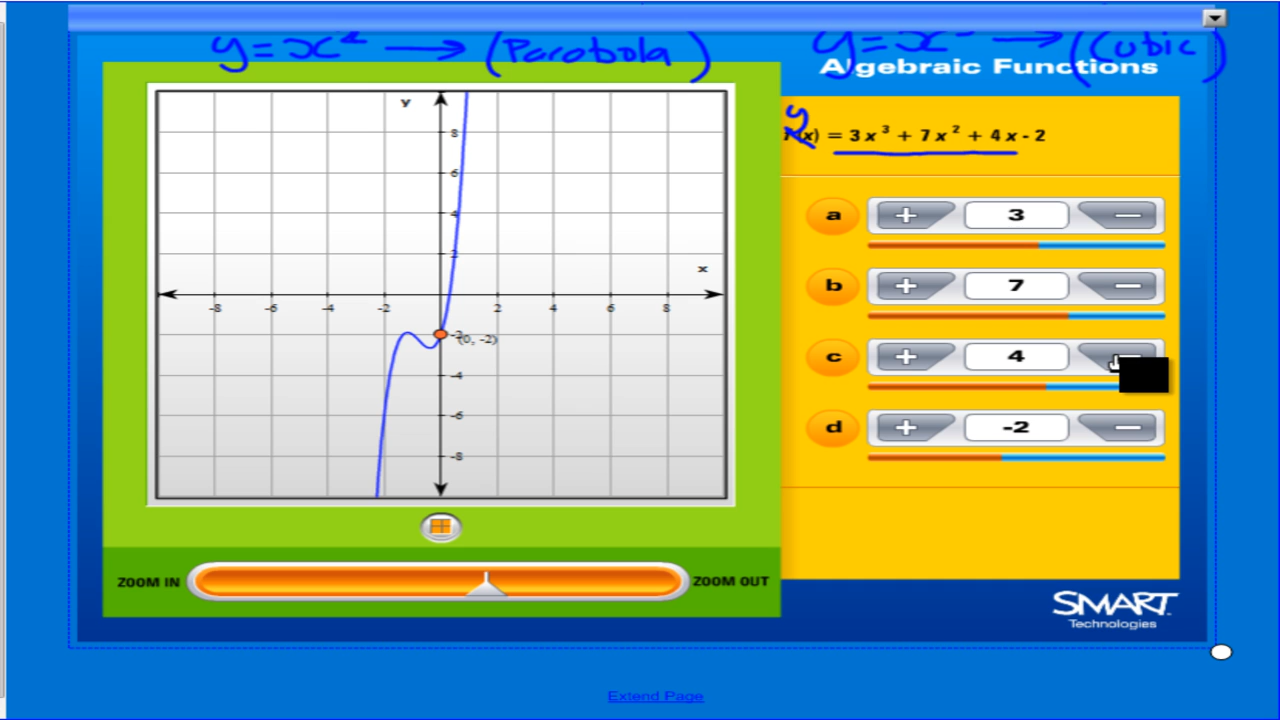 y = x² → (Parabola)
y = x → (Cubic)
Algebraic Functions
y
(x) = 3x³ + 7x² + 4x - 2
y
8
6
4
2
x
-8 -6 -4 -2 2 4 6 8
-2 (0, -2)
-4
-6
-8
a + 3 −
b + 7 −
c + 4 −
d + -2 −
ZOOM IN ZOOM OUT
SMART
Technologies
Extend Page